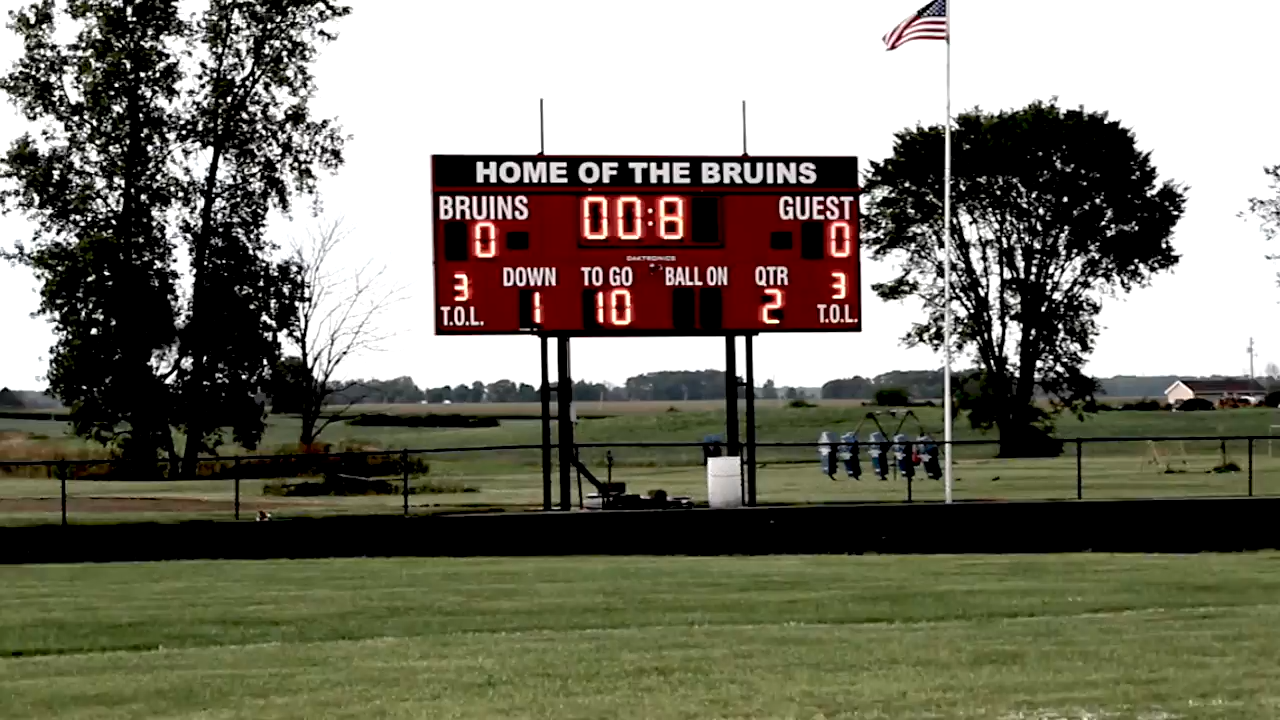 HOME OF THE BRUINS
BRUINS 00:8 GUEST
0 0
DAKTRONICS
DOWN TO GO BALL ON QTR
3 1 10 2 3
T.O.L. T.O.L.